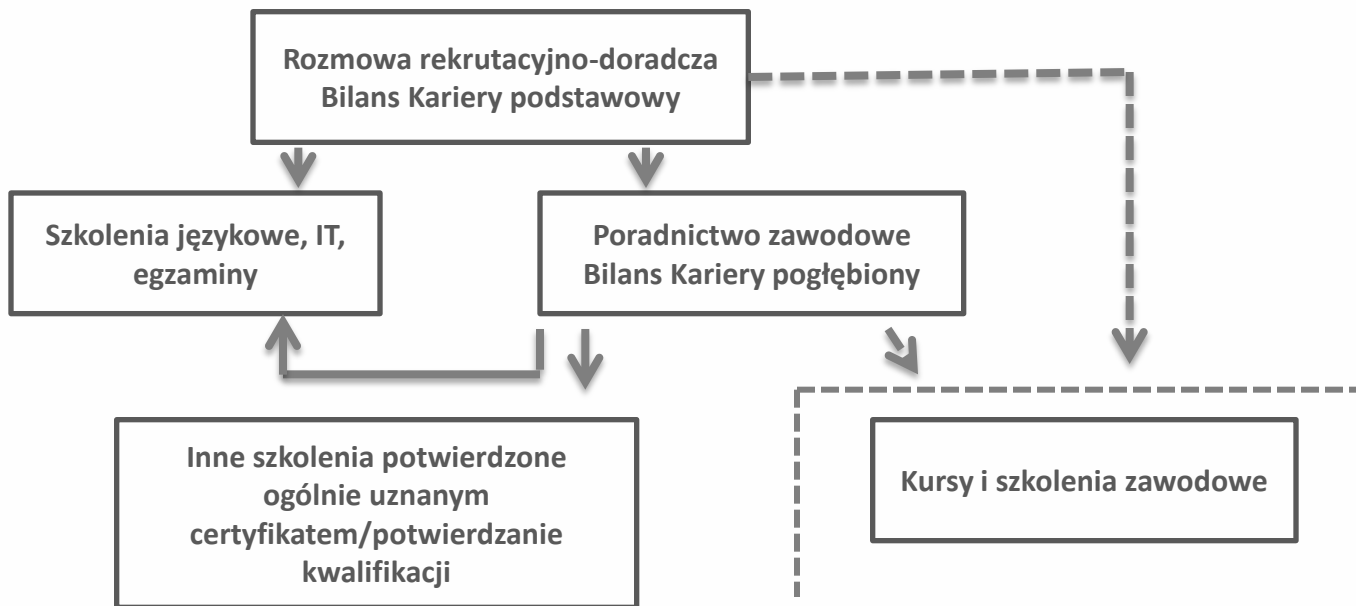 Rozmowa rekrutacyjno-doradcza
Bilans Kariery podstawowy
Szkolenia językowe, IT,
egzaminy
Poradnictwo zawodowe
Bilans Kariery pogłębiony
Inne szkolenia potwierdzone
ogólnie uznanym
certyfikatem/potwierdzanie
kwalifikacji
Kursy i szkolenia zawodowe